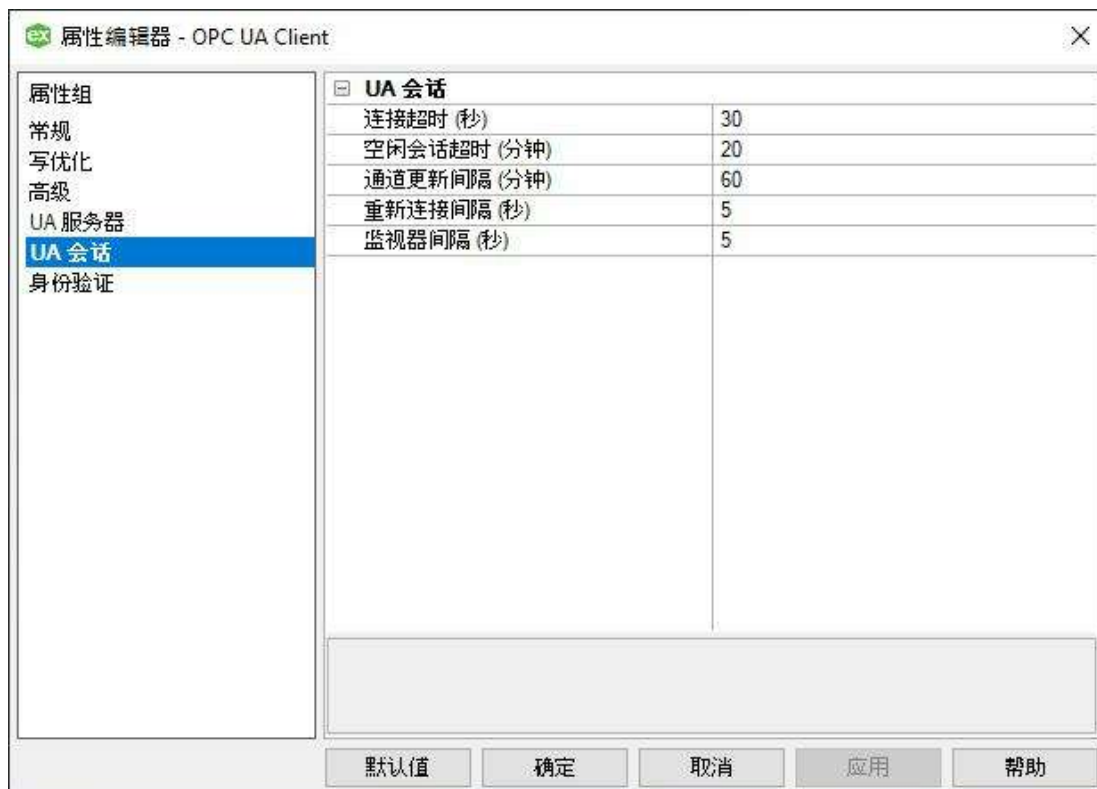 ex 属性编辑器 - OPC UA Client
属性组
常规
写优化
高级
UA 服务器
UA 会话
身份验证
UA 会话
连接超时 (秒) 30
空闲会话超时 (分钟) 20
通道更新间隔 (分钟) 60
重新连接间隔 (秒) 5
监视器间隔 (秒) 5
默认值 确定 取消 应用 帮助